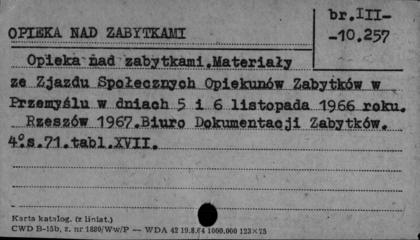 br.III-
-10.257
OPIEKA NAD ZABYTKAMI
Opieka nad zabytkami.Materiały
ze Zjazdu Społecznych Opiekunów Zabytków w
Przemyślu w dniach 5 i 6 listopada 1966 roku.
Rzeszów 1967.Biuro Dokumentacji Zabytków.
4°s.71.tabl.XVII.
Karta katalog. (z liniat.)
CWD B-15b, z. nr 1880/Ww/P — WDA 42 19.8.64 1000.000 123×75